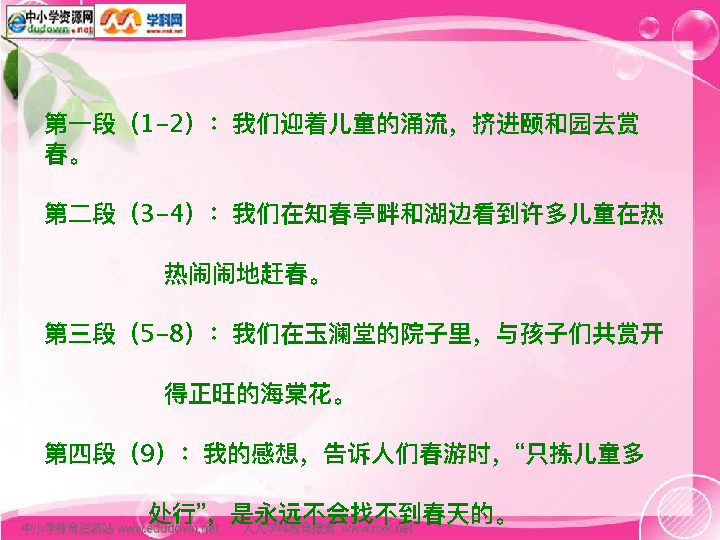 中小学资源网
dudown.net
学科网
www.nxk.net
第一段（1-2）：我们迎着儿童的涌流，挤进颐和园去赏
春。
第二段（3-4）：我们在知春亭畔和湖边看到许多儿童在热
热闹闹地赶春。
第三段（5-8）：我们在玉澜堂的院子里，与孩子们共赏开
得正旺的海棠花。
第四段（9）：我的感想，告诉人们春游时，“只拣儿童多
处行”，是永远不会找不到春天的。
中小学教育资源站 www.edudown.net